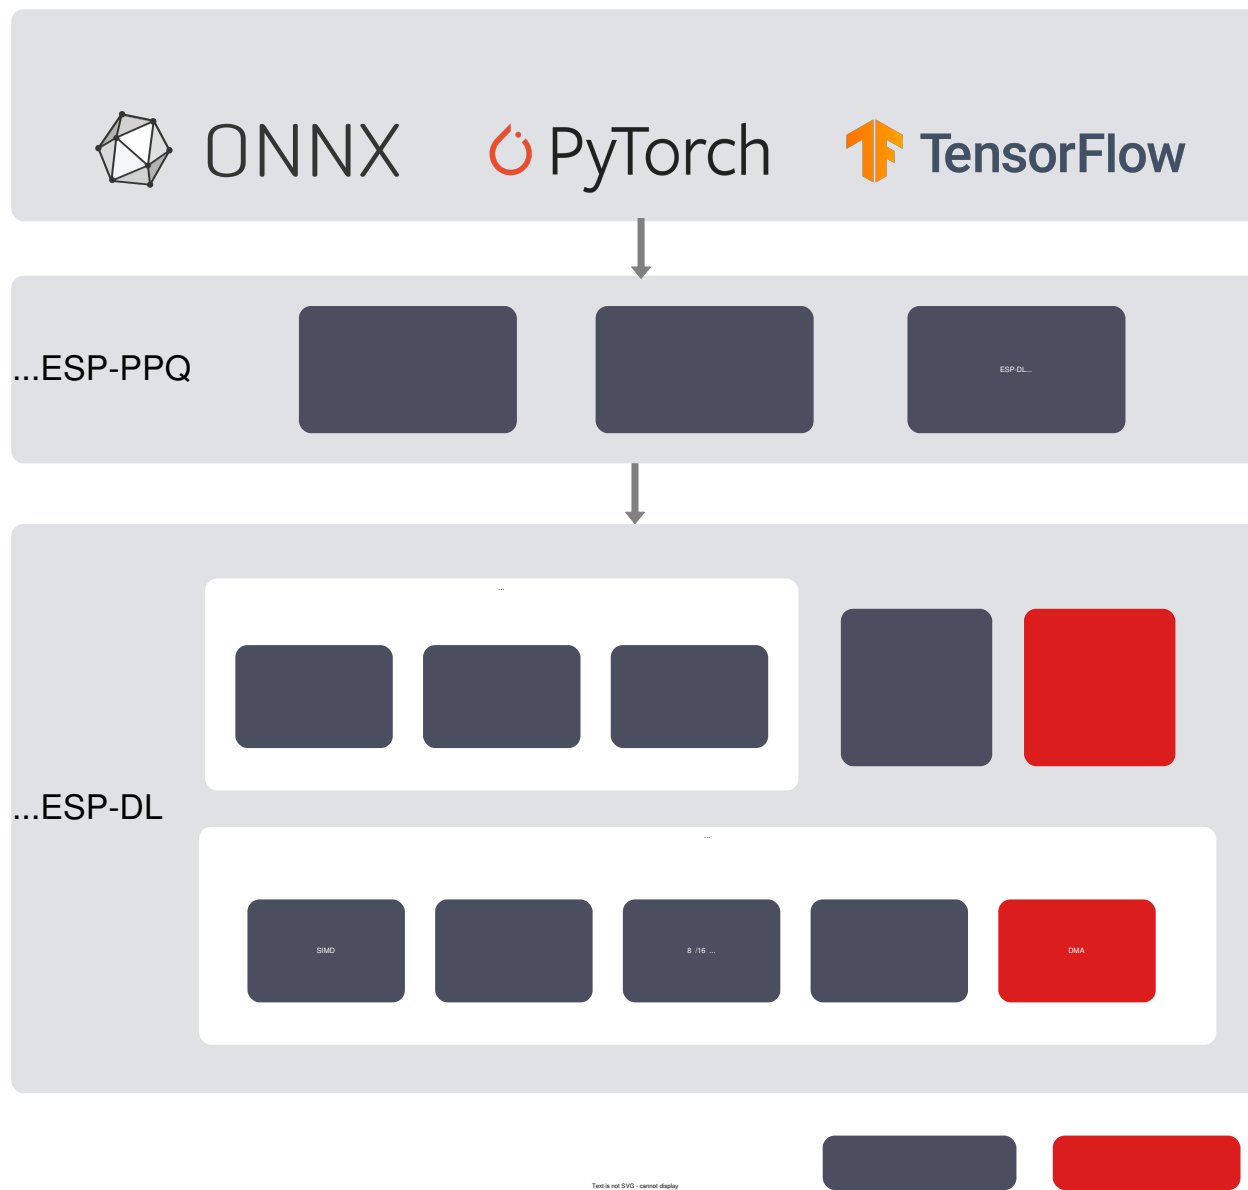 ONNX PyTorch TensorFlow
...ESP-PPQ
ESP-DL...
...
...ESP-DL
...
SIMD
8 /16 ...
DMA
Text is not SVG - cannot display